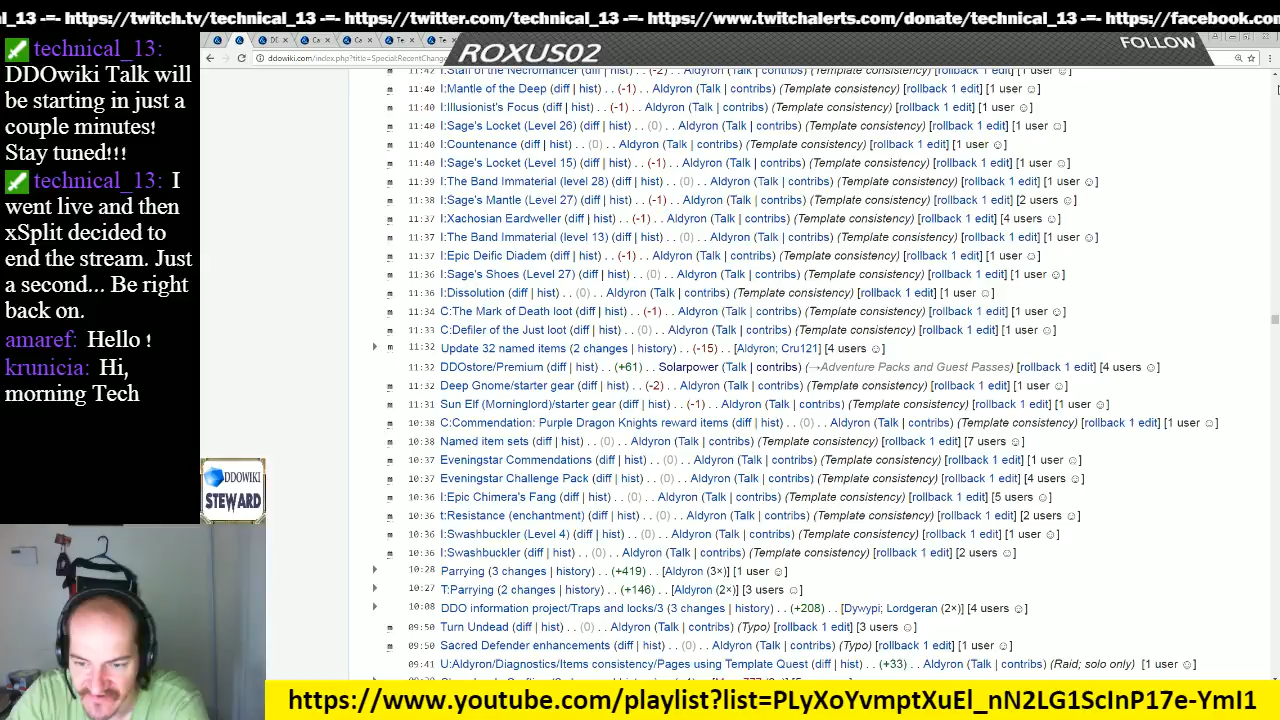 _13 -=- https://twitch.tv/technical_13 -=- https://twitter.com/technical_13 -=- https://www.twitchalerts.com/donate/technical_13 -=- https://facebook.com
ROXUS02
FOLLOW
ddowiki.com/index.php?title=Special:RecentChang
technical_13:
DDOwiki Talk will
be starting in just a
couple minutes!
Stay tuned!!!
technical_13: I
went live and then
xSplit decided to
end the stream. Just
a second... Be right
back on.
amaref: Hello !
krunicia: Hi,
morning Tech
DDOWIKI
STEWARD
m 11:42 I:Staff of the Necromancer (diff | hist) . . (-2) . . Aldyron (Talk | contribs) (Template consistency) [rollback 1 edit] [1 user ☺]
m 11:40 I:Mantle of the Deep (diff | hist) . . (-1) . . Aldyron (Talk | contribs) (Template consistency) [rollback 1 edit] [1 user ☺]
m 11:40 I:Illusionist's Focus (diff | hist) . . (-1) . . Aldyron (Talk | contribs) (Template consistency) [rollback 1 edit] [1 user ☺]
m 11:40 I:Sage's Locket (Level 26) (diff | hist) . . (0) . . Aldyron (Talk | contribs) (Template consistency) [rollback 1 edit] [1 user ☺]
m 11:40 I:Countenance (diff | hist) . . (0) . . Aldyron (Talk | contribs) (Template consistency) [rollback 1 edit] [1 user ☺]
m 11:40 I:Sage's Locket (Level 15) (diff | hist) . . (-1) . . Aldyron (Talk | contribs) (Template consistency) [rollback 1 edit] [1 user ☺]
m 11:39 I:The Band Immaterial (level 28) (diff | hist) . . (0) . . Aldyron (Talk | contribs) (Template consistency) [rollback 1 edit] [1 user ☺]
m 11:38 I:Sage's Mantle (Level 27) (diff | hist) . . (-1) . . Aldyron (Talk | contribs) (Template consistency) [rollback 1 edit] [2 users ☺]
m 11:37 I:Xachosian Eardweller (diff | hist) . . (-1) . . Aldyron (Talk | contribs) (Template consistency) [rollback 1 edit] [4 users ☺]
m 11:37 I:The Band Immaterial (level 13) (diff | hist) . . (0) . . Aldyron (Talk | contribs) (Template consistency) [rollback 1 edit] [1 user ☺]
m 11:37 I:Epic Deific Diadem (diff | hist) . . (-1) . . Aldyron (Talk | contribs) (Template consistency) [rollback 1 edit] [1 user ☺]
m 11:36 I:Sage's Shoes (Level 27) (diff | hist) . . (0) . . Aldyron (Talk | contribs) (Template consistency) [rollback 1 edit] [1 user ☺]
m 11:36 I:Dissolution (diff | hist) . . (0) . . Aldyron (Talk | contribs) (Template consistency) [rollback 1 edit] [1 user ☺]
m 11:34 C:The Mark of Death loot (diff | hist) . . (-1) . . Aldyron (Talk | contribs) (Template consistency) [rollback 1 edit] [1 user ☺]
m 11:33 C:Defiler of the Just loot (diff | hist) . . (-1) . . Aldyron (Talk | contribs) (Template consistency) [rollback 1 edit] [1 user ☺]
m 11:32 Update 32 named items (2 changes | history) . . (-15) . . [Aldyron; Cru121] [4 users ☺]
11:32 DDOstore/Premium (diff | hist) . . (+61) . . Solarpower (Talk | contribs) (→Adventure Packs and Guest Passes) [rollback 1 edit] [4 users ☺]
m 11:32 Deep Gnome/starter gear (diff | hist) . . (-2) . . Aldyron (Talk | contribs) (Template consistency) [rollback 1 edit] [1 user ☺]
m 11:31 Sun Elf (Morninglord)/starter gear (diff | hist) . . (-1) . . Aldyron (Talk | contribs) (Template consistency) [rollback 1 edit] [1 user ☺]
m 10:38 C:Commendation: Purple Dragon Knights reward items (diff | hist) . . (0) . . Aldyron (Talk | contribs) (Template consistency) [rollback 1 edit] [1 user ☺]
m 10:38 Named item sets (diff | hist) . . (0) . . Aldyron (Talk | contribs) (Template consistency) [rollback 1 edit] [7 users ☺]
m 10:37 Eveningstar Commendations (diff | hist) . . (0) . . Aldyron (Talk | contribs) (Template consistency) [rollback 1 edit] [1 user ☺]
m 10:37 Eveningstar Challenge Pack (diff | hist) . . (0) . . Aldyron (Talk | contribs) (Template consistency) [rollback 1 edit] [4 users ☺]
m 10:36 I:Epic Chimera's Fang (diff | hist) . . (0) . . Aldyron (Talk | contribs) (Template consistency) [rollback 1 edit] [5 users ☺]
m 10:36 t:Resistance (enchantment) (diff | hist) . . (0) . . Aldyron (Talk | contribs) (Template consistency) [rollback 1 edit] [2 users ☺]
m 10:36 I:Swashbuckler (Level 4) (diff | hist) . . (0) . . Aldyron (Talk | contribs) (Template consistency) [rollback 1 edit] [1 user ☺]
m 10:36 I:Swashbuckler (diff | hist) . . (0) . . Aldyron (Talk | contribs) (Template consistency) [rollback 1 edit] [2 users ☺]
10:28 Parrying (3 changes | history) . . (+419) . . [Aldyron (3×)] [1 user ☺]
10:27 T:Parrying (2 changes | history) . . (+146) . . [Aldyron (2×)] [3 users ☺]
10:08 DDO information project/Traps and locks/3 (3 changes | history) . . (+208) . . [Dywypi; Lordgeran (2×)] [4 users ☺]
m 09:50 Turn Undead (diff | hist) . . (0) . . Aldyron (Talk | contribs) (Typo) [rollback 1 edit] [3 users ☺]
m 09:50 Sacred Defender enhancements (diff | hist) . . (0) . . Aldyron (Talk | contribs) (Typo) [rollback 1 edit] [1 user ☺]
09:41 U:Aldyron/Diagnostics/Items consistency/Pages using Template Quest (diff | hist) . . (+33) . . Aldyron (Talk | contribs) (Raid; solo only) [1 user ☺]
https://www.youtube.com/playlist?list=PLyXoYvmptXuEl_nN2LG1ScInP17e-YmI1